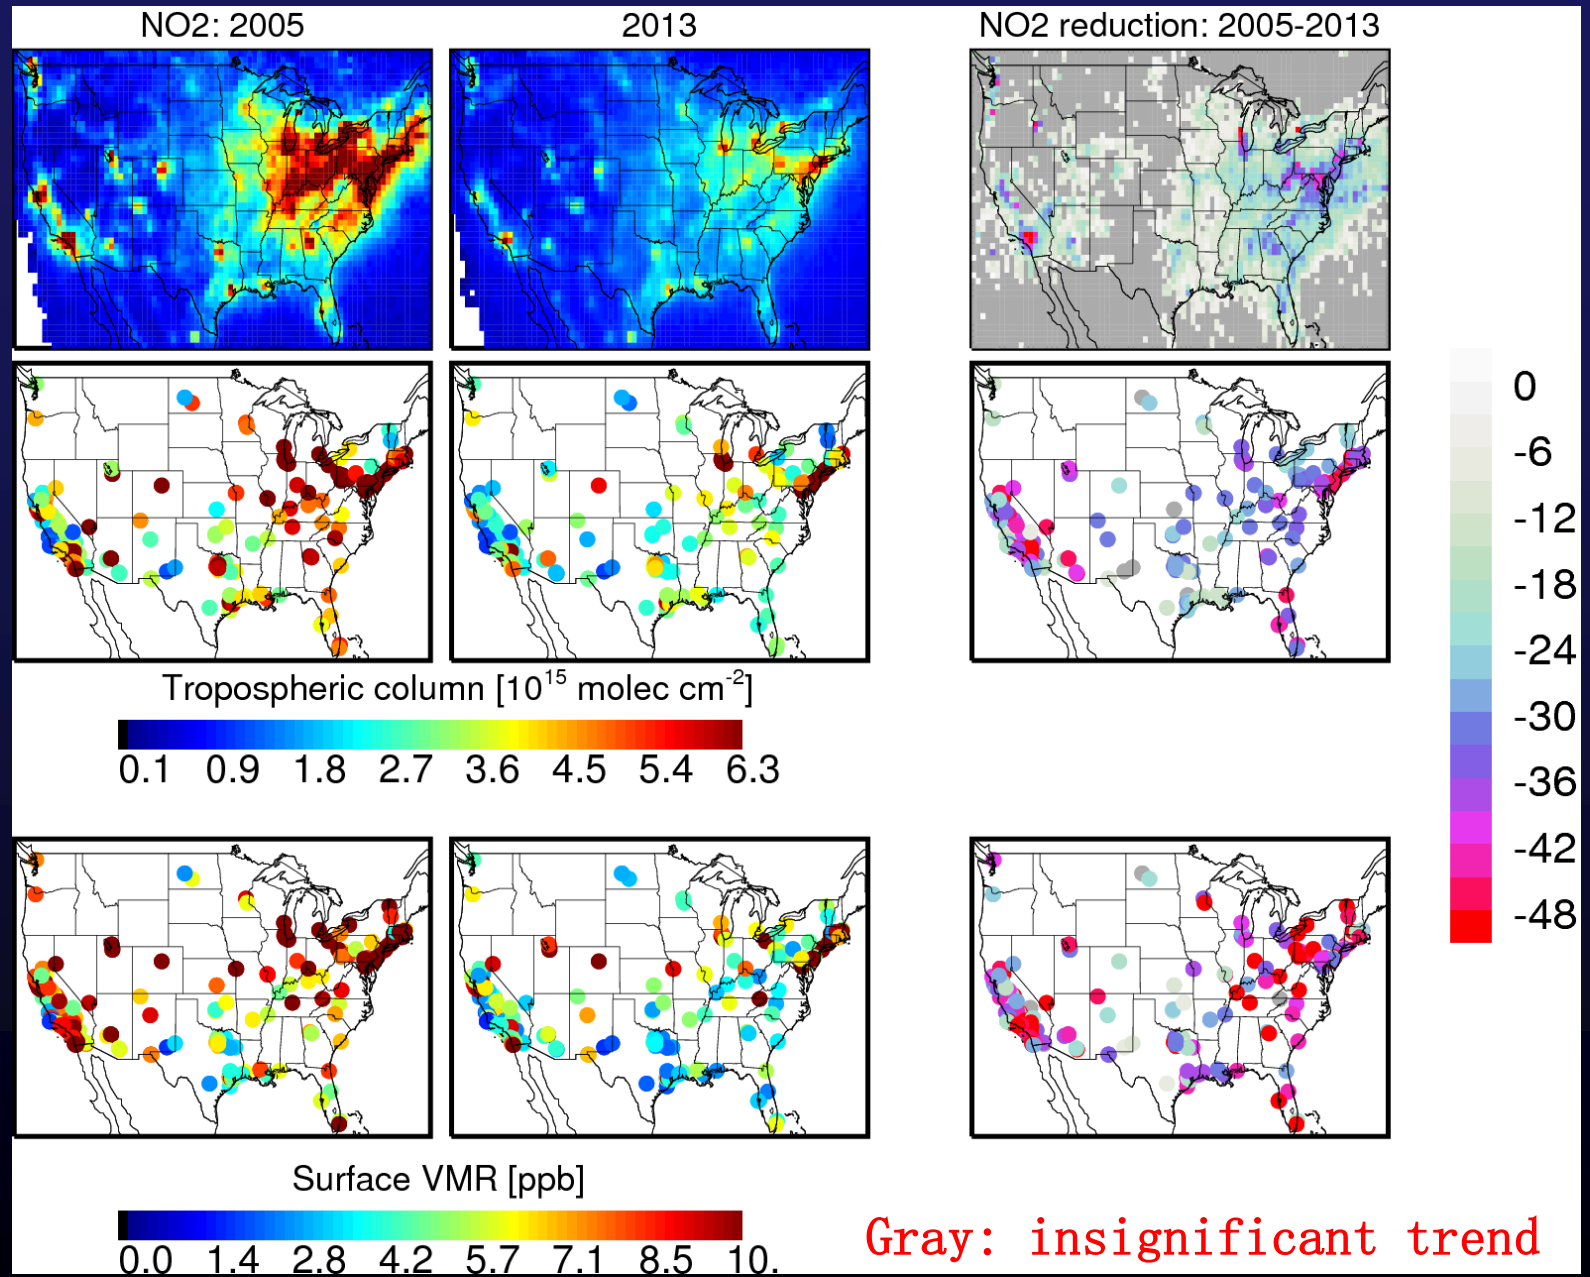 NO2: 2005
2013
NO2 reduction: 2005-2013
0
-6
-12
-18
-24
-30
-36
-42
-48
Tropospheric column [10¹⁵ molec cm⁻²]
0.1 0.9 1.8 2.7 3.6 4.5 5.4 6.3
Surface VMR [ppb]
0.0 1.4 2.8 4.2 5.7 7.1 8.5 10.
Gray: insignificant trend